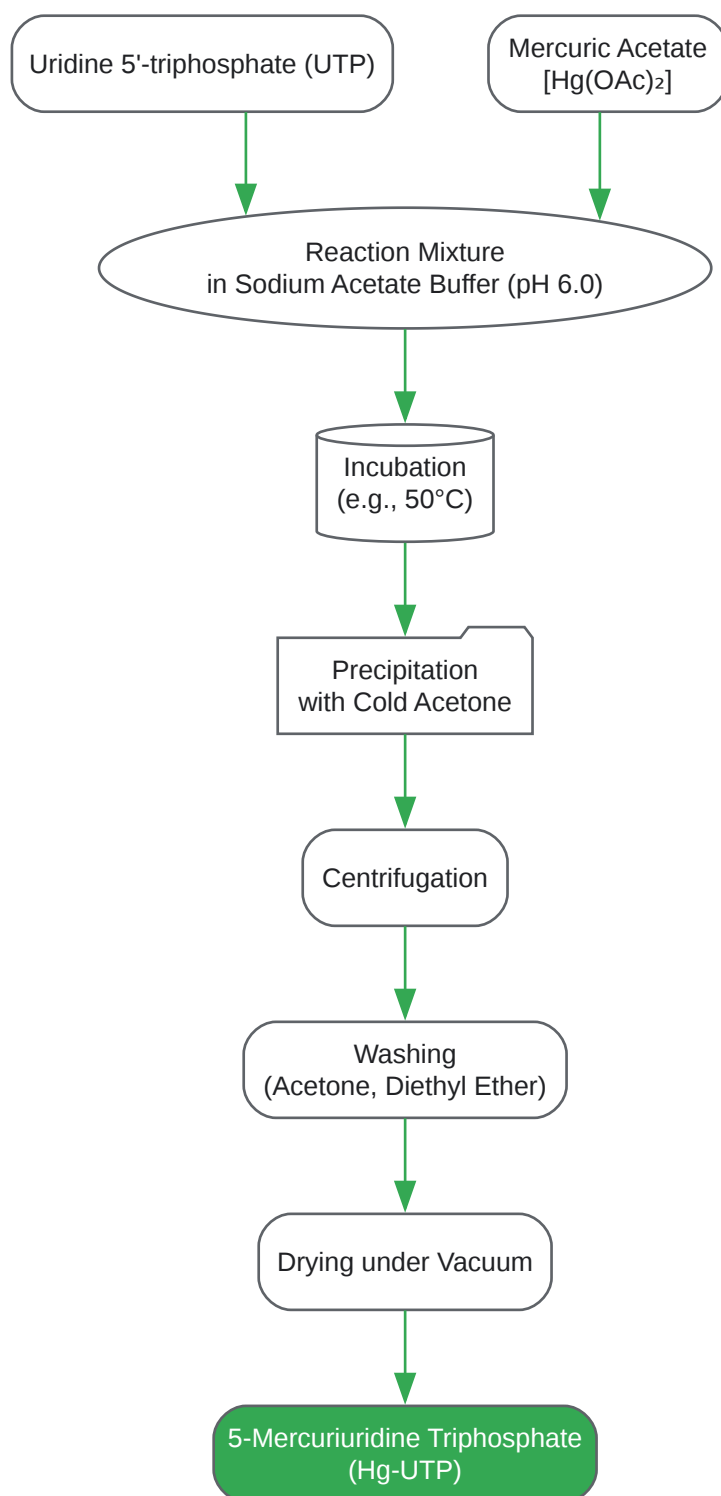 Uridine 5'-triphosphate (UTP)
Mercuric Acetate
[Hg(OAc)₂]
Reaction Mixture
in Sodium Acetate Buffer (pH 6.0)
Incubation
(e.g., 50°C)
Precipitation
with Cold Acetone
Centrifugation
Washing
(Acetone, Diethyl Ether)
Drying under Vacuum
5-Mercuriuridine Triphosphate
(Hg-UTP)